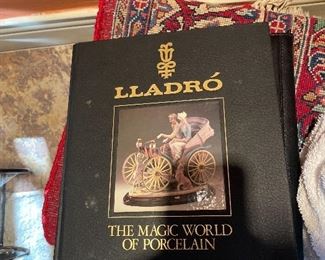 LLADRÓ
THE MAGIC WORLD
OF PORCELAIN